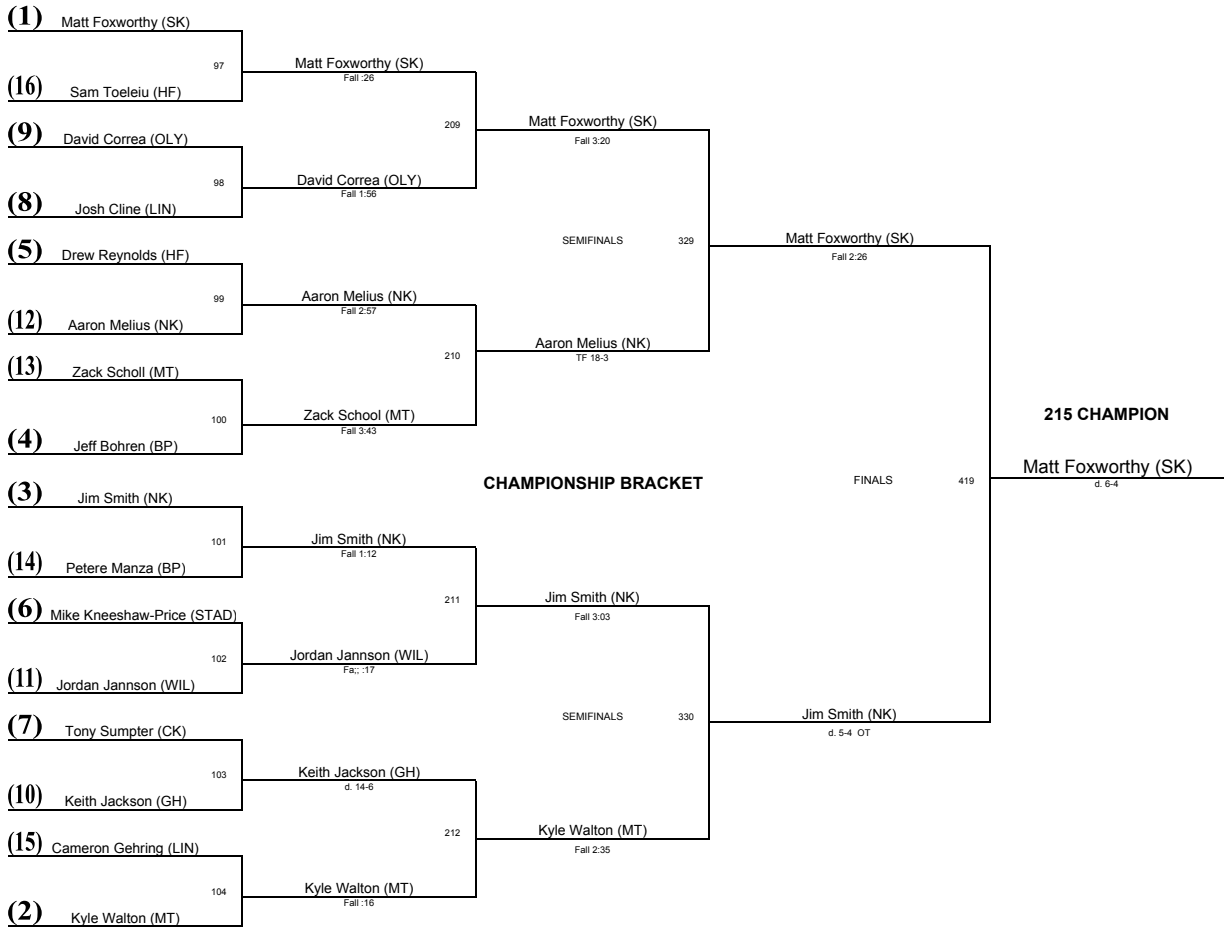 (1) Matt Foxworthy (SK)
97
(16) Sam Toeleiu (HF)
(9) David Correa (OLY)
98
(8) Josh Cline (LIN)
(5) Drew Reynolds (HF)
99
(12) Aaron Melius (NK)
(13) Zack Scholl (MT)
100
(4) Jeff Bohren (BP)
(3) Jim Smith (NK)
101
(14) Petere Manza (BP)
(6) Mike Kneeshaw-Price (STAD)
102
(11) Jordan Jannson (WIL)
(7) Tony Sumpter (CK)
103
(10) Keith Jackson (GH)
(15) Cameron Gehring (LIN)
104
(2) Kyle Walton (MT)
Matt Foxworthy (SK)
Fall :26
209
David Correa (OLY)
Fall 1:56
Aaron Melius (NK)
Fall 2:57
210
Zack School (MT)
Fall 3:43
Jim Smith (NK)
Fall 1:12
211
Jordan Jannson (WIL)
Fa;; :17
Keith Jackson (GH)
d. 14-6
212
Kyle Walton (MT)
Fall :16
Matt Foxworthy (SK)
Fall 3:20
SEMIFINALS 329
Aaron Melius (NK)
TF 18-3
CHAMPIONSHIP BRACKET
Jim Smith (NK)
Fall 3:03
SEMIFINALS 330
Kyle Walton (MT)
Fall 2:35
Matt Foxworthy (SK)
Fall 2:26
FINALS 419
Jim Smith (NK)
d. 5-4 OT
215 CHAMPION
Matt Foxworthy (SK)
d. 6-4